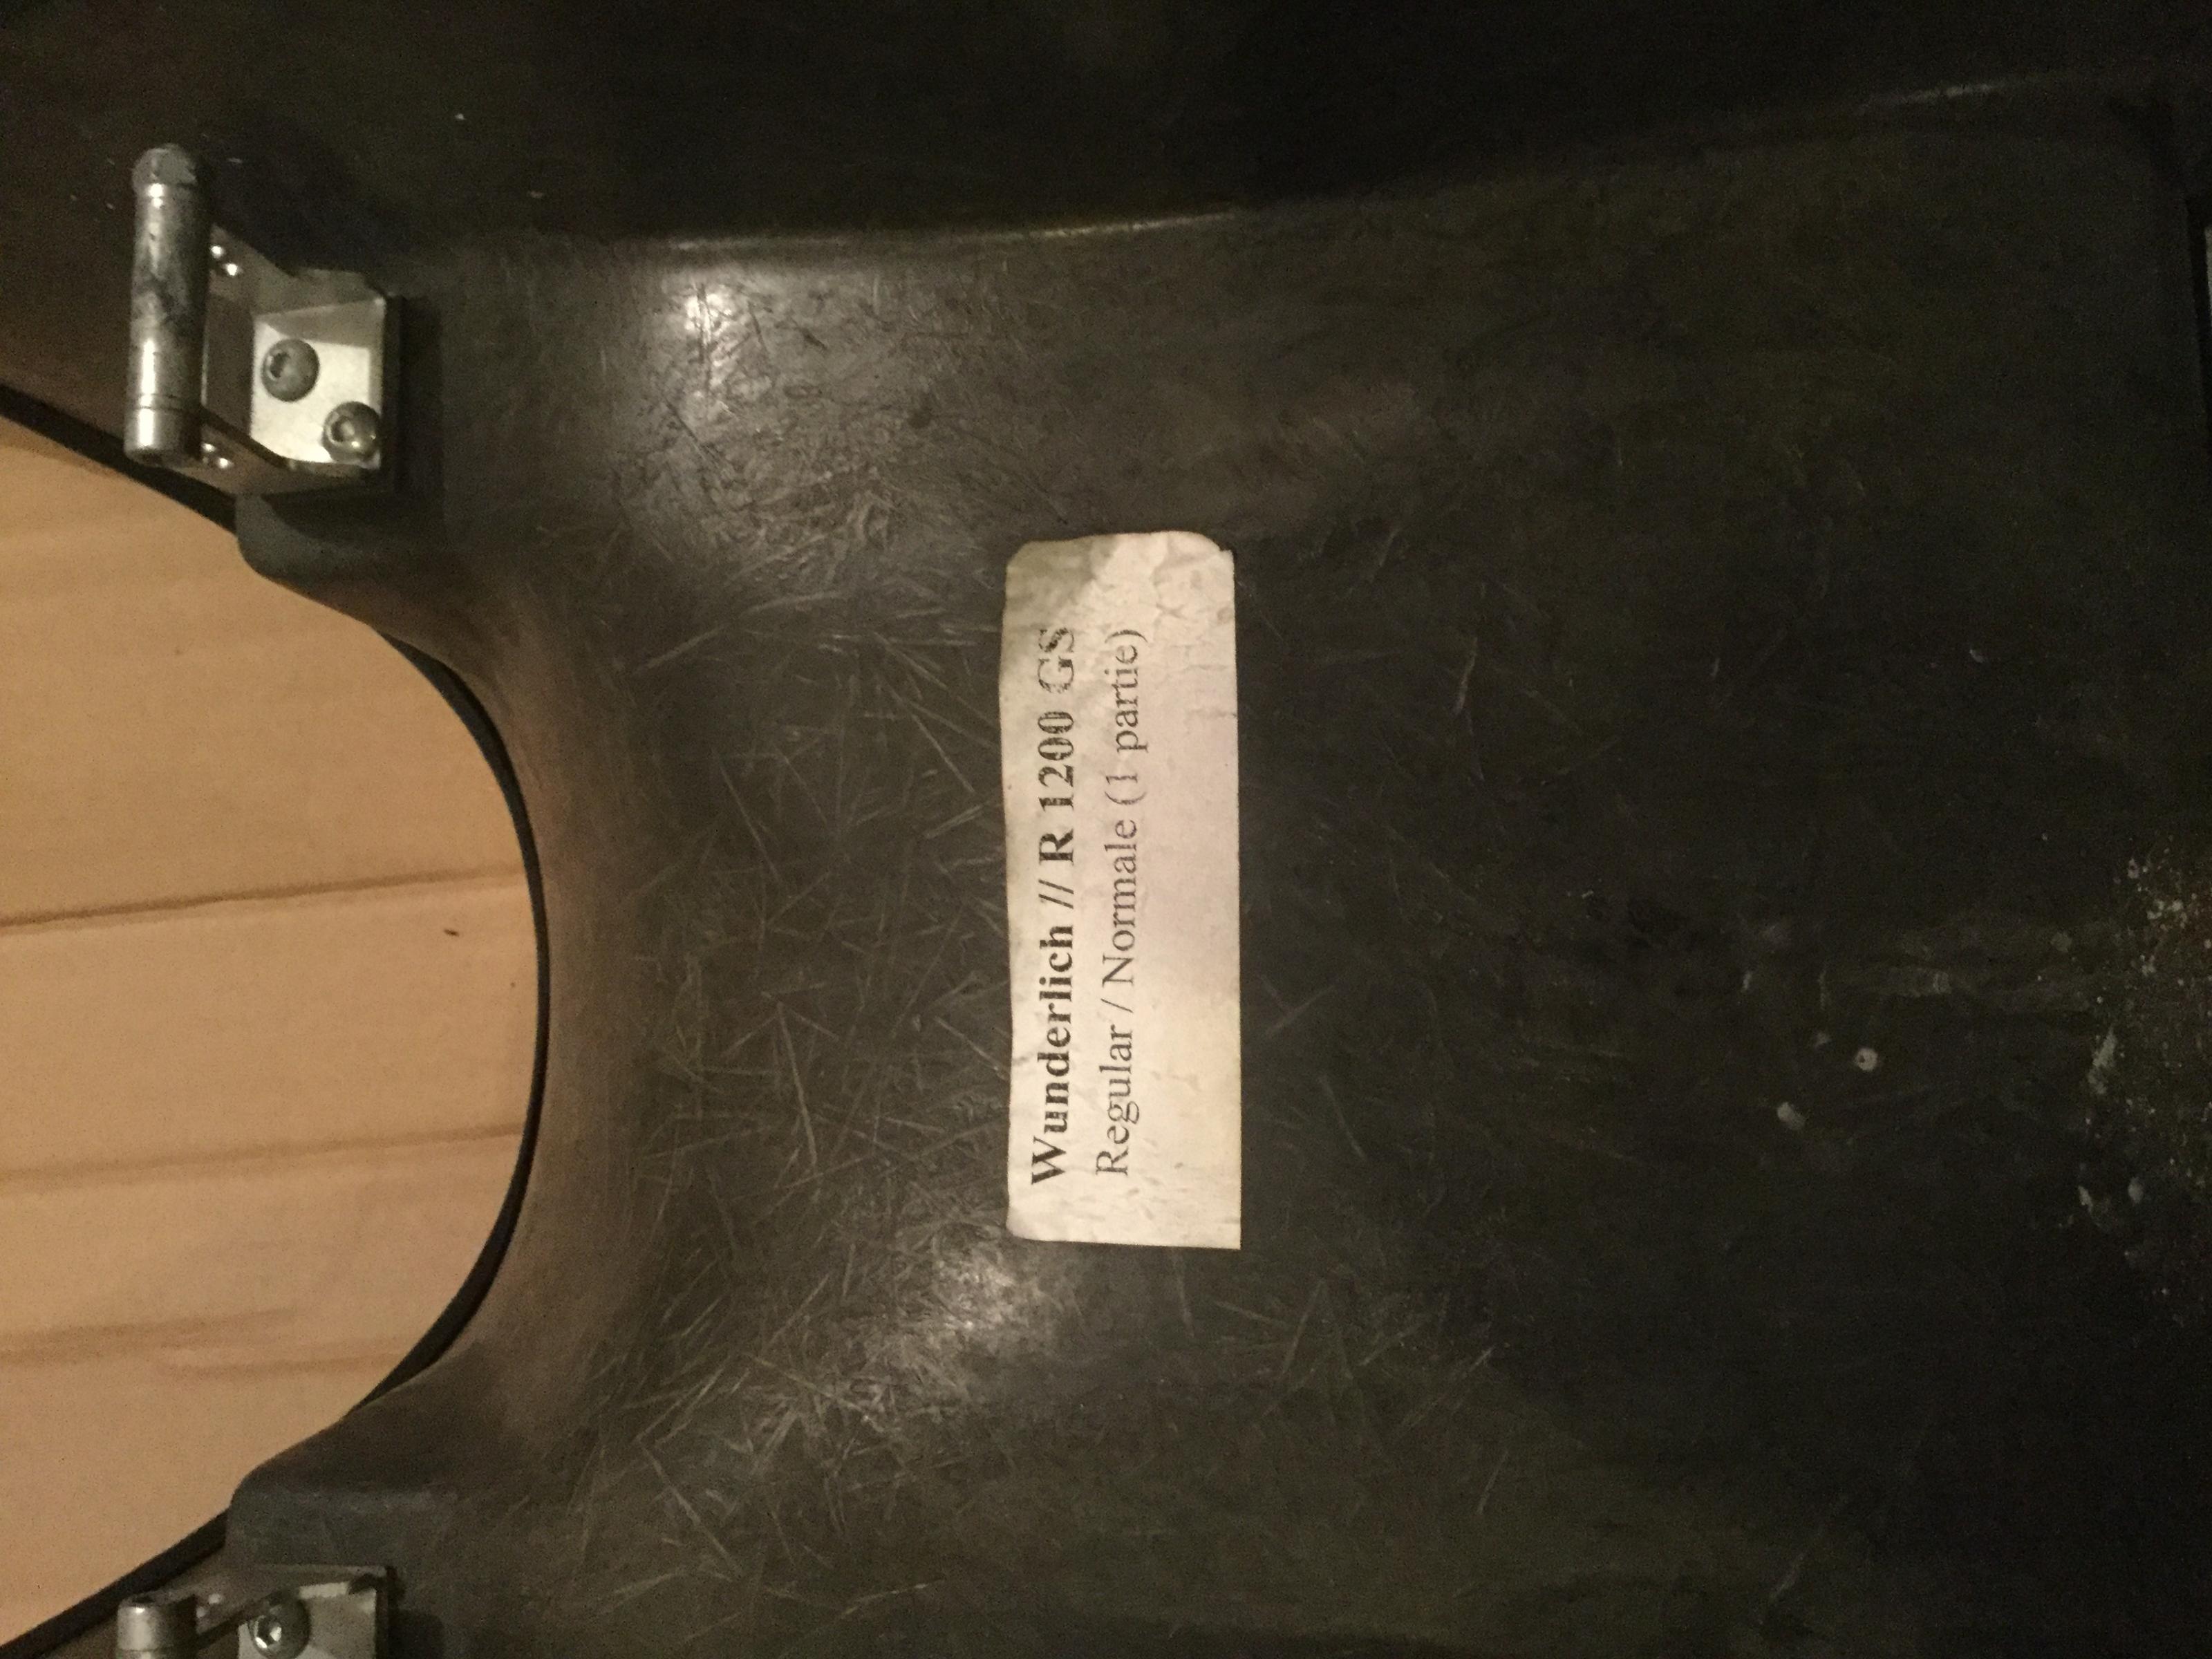 Wunderlich // R 1200 GS
Regular / Normale (1 partie)